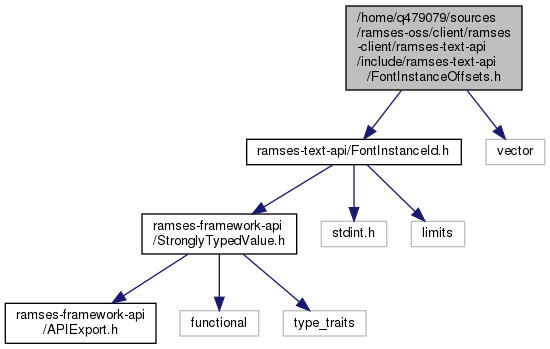 /home/q479079/sources
/ramses-oss/client/ramses
-client/ramses-text-api
/include/ramses-text-api
/FontInstanceOffsets.h
ramses-text-api/FontInstanceId.h
vector
ramses-framework-api
/StronglyTypedValue.h
stdint.h
limits
ramses-framework-api
/APIExport.h
functional
type_traits